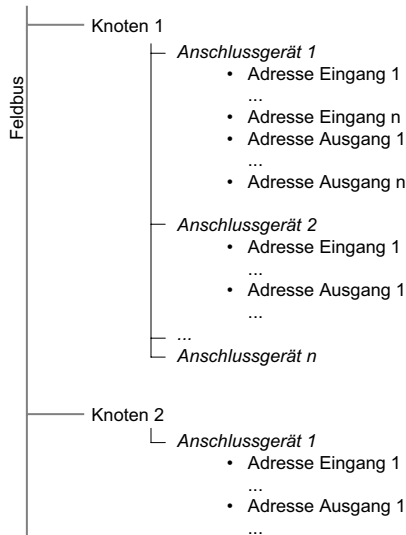 Feldbus
Knoten 1
Anschlussgerät 1
• Adresse Eingang 1
...
• Adresse Eingang n
• Adresse Ausgang 1
...
• Adresse Ausgang n
Anschlussgerät 2
• Adresse Eingang 1
...
• Adresse Ausgang 1
...
...
Anschlussgerät n
Knoten 2
Anschlussgerät 1
• Adresse Eingang 1
...
• Adresse Ausgang 1
...